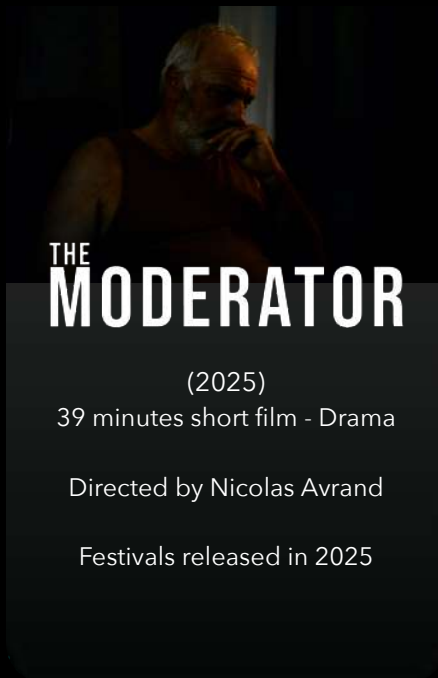 THE
MODERATOR
(2025)
39 minutes short film - Drama
Directed by Nicolas Avrand
Festivals released in 2025